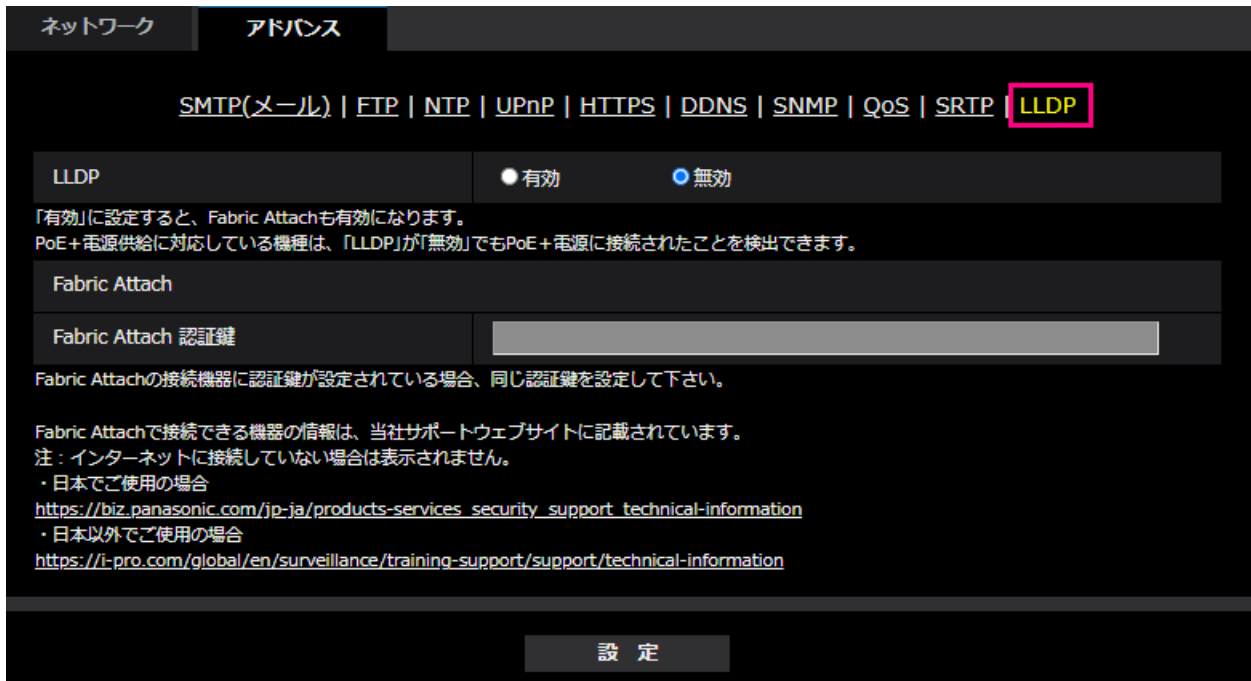 ネットワーク アドバンス
SMTP(メール) | FTP | NTP | UPnP | HTTPS | DDNS | SNMP | QoS | SRTP | LLDP
LLDP 有効 無効
「有効」に設定すると、Fabric Attachも有効になります。
PoE+電源供給に対応している機種は、「LLDP」が「無効」でもPoE+電源に接続されたことを検出できます。
Fabric Attach
Fabric Attach 認証鍵
Fabric Attachの接続機器に認証鍵が設定されている場合、同じ認証鍵を設定して下さい。
Fabric Attachで接続できる機器の情報は、当社サポートウェブサイトに記載されています。
注：インターネットに接続していない場合は表示されません。
・日本でご使用の場合
https://biz.panasonic.com/jp-ja/products-services_security_support_technical-information
・日本以外でご使用の場合
https://i-pro.com/global/en/surveillance/training-support/support/technical-information
設 定